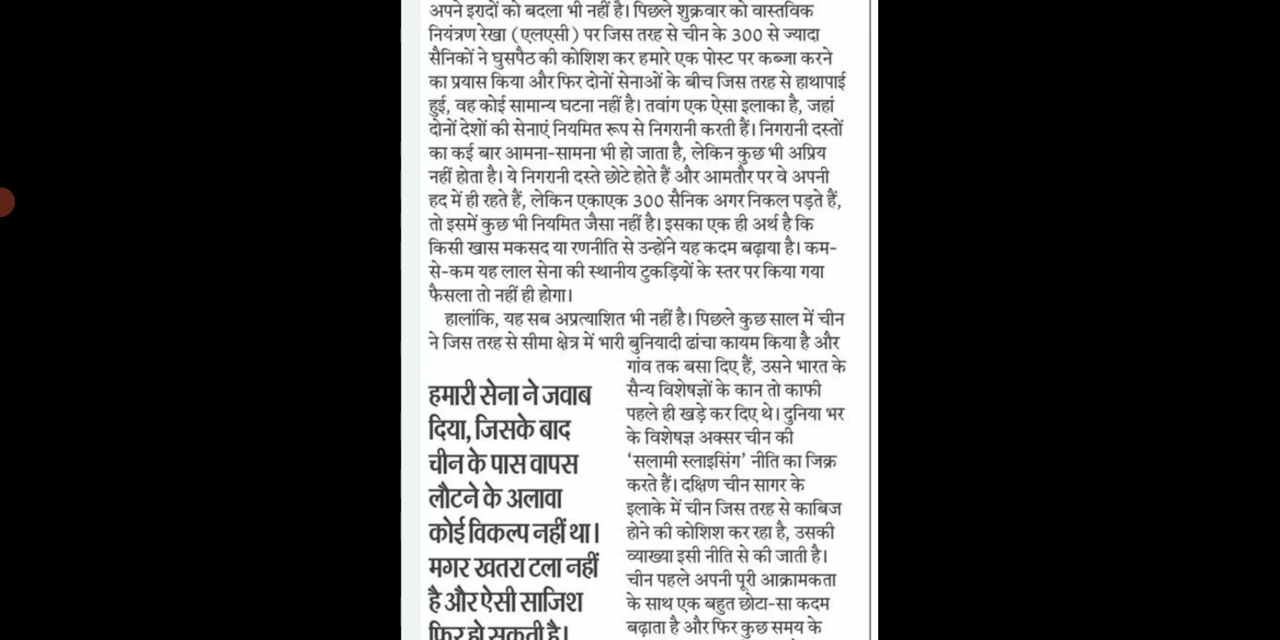 अपने इरादों को बदला भी नहीं है। पिछले शुक्रवार को वास्तविक
नियंत्रण रेखा (एलएसी) पर जिस तरह से चीन के 300 से ज्यादा
सैनिकों ने घुसपैठ की कोशिश कर हमारे एक पोस्ट पर कब्जा करने
का प्रयास किया और फिर दोनों सेनाओं के बीच जिस तरह से हाथापाई
हुई, वह कोई सामान्य घटना नहीं है। तवांग एक ऐसा इलाका है, जहां
दोनों देशों की सेनाएं नियमित रूप से निगरानी करती हैं। निगरानी दस्तों
का कई बार आमना-सामना भी हो जाता है, लेकिन कुछ भी अप्रिय
नहीं होता है। ये निगरानी दस्ते छोटे होते हैं और आमतौर पर वे अपनी
हद में ही रहते हैं, लेकिन एकाएक 300 सैनिक अगर निकल पड़ते हैं,
तो इसमें कुछ भी नियमित जैसा नहीं है। इसका एक ही अर्थ है कि
किसी खास मकसद या रणनीति से उन्होंने यह कदम बढ़ाया है। कम-
से-कम यह लाल सेना की स्थानीय टुकड़ियों के स्तर पर किया गया
फैसला तो नहीं ही होगा।
हालांकि, यह सब अप्रत्याशित भी नहीं है। पिछले कुछ साल में चीन
ने जिस तरह से सीमा क्षेत्र में भारी बुनियादी ढांचा कायम किया है और
गांव तक बसा दिए हैं, उसने भारत के
सैन्य विशेषज्ञों के कान तो काफी
पहले ही खड़े कर दिए थे। दुनिया भर
के विशेषज्ञ अक्सर चीन की
‘सलामी स्लाइसिंग’ नीति का जिक्र
करते हैं। दक्षिण चीन सागर के
इलाके में चीन जिस तरह से काबिज
होने की कोशिश कर रहा है, उसकी
व्याख्या इसी नीति से की जाती है।
चीन पहले अपनी पूरी आक्रामकता
के साथ एक बहुत छोटा-सा कदम
बढ़ाता है और फिर कुछ समय के
हमारी सेना ने जवाब
दिया, जिसके बाद
चीन के पास वापस
लौटने के अलावा
कोई विकल्प नहीं था।
मगर खतरा टला नहीं
है और ऐसी साजिश
फिर हो सकती है।